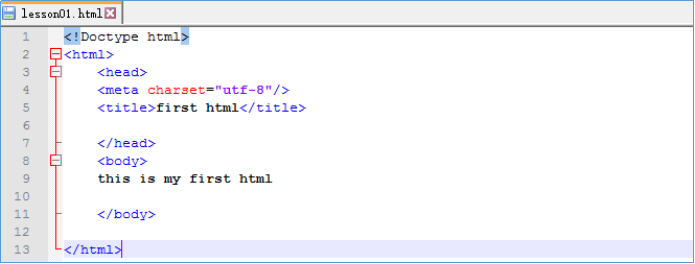 lesson01.html
1 <!Doctype html>
2 <html>
3 <head>
4 <meta charset="utf-8"/>
5 <title>first html</title>
6
7 </head>
8 <body>
9 this is my first html
10
11 </body>
12
13 </html>